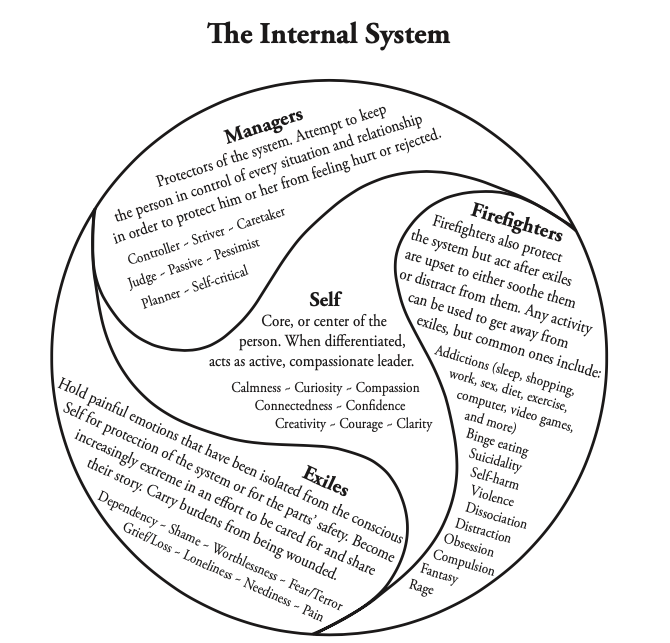 The Internal System
Managers
Protectors of the system. Attempt to keep
the person in control of every situation and relationship
in order to protect him or her from feeling hurt or rejected.
Controller ~ Striver ~ Caretaker
Judge ~ Passive ~ Pessimist
Planner ~ Self-critical
Firefighters
Firefighters also protect
the system but act after exiles
are upset to either soothe them
or distract from them. Any activity
can be used to get away from
exiles, but common ones include:
Addictions (sleep, shopping,
work, sex, diet, exercise,
computer, video games,
and more)
Binge eating
Suicidality
Self-harm
Violence
Dissociation
Distraction
Obsession
Compulsion
Fantasy
Rage
Self
Core, or center of the
person. When differentiated,
acts as active, compassionate leader.
Calmness ~ Curiosity ~ Compassion
Connectedness ~ Confidence
Creativity ~ Courage ~ Clarity
Exiles
Hold painful emotions that have been isolated from the conscious
Self for protection of the system or for the parts' safety. Become
increasingly extreme in an effort to be cared for and share
their story. Carry burdens from being wounded.
Dependency ~ Shame ~ Worthlessness ~ Fear/Terror
Grief/Loss ~ Loneliness ~ Neediness ~ Pain